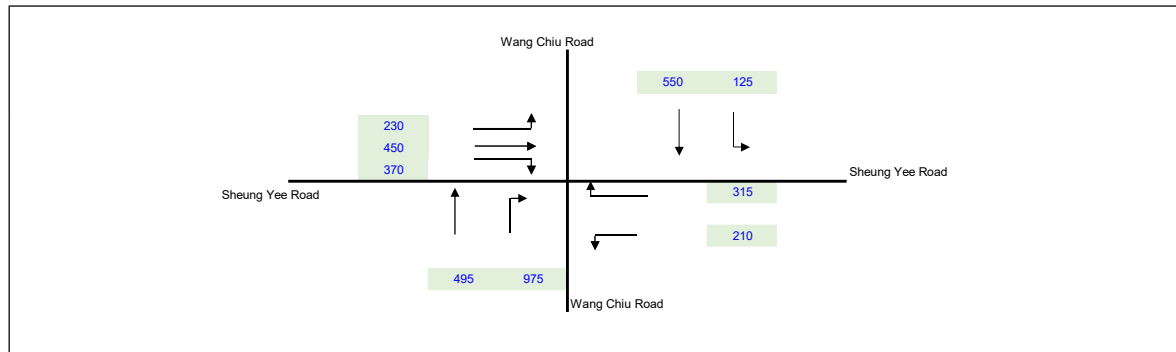 Wang Chiu Road
550 125
230
450
370
Sheung Yee Road
315
Sheung Yee Road
210
495 975
Wang Chiu Road